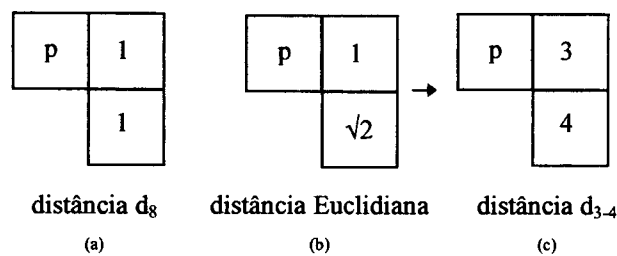 p 1 p 1 → p 3
1 √2 4
distância d₈ distância Euclidiana distância d₃₋₄
(a) (b) (c)